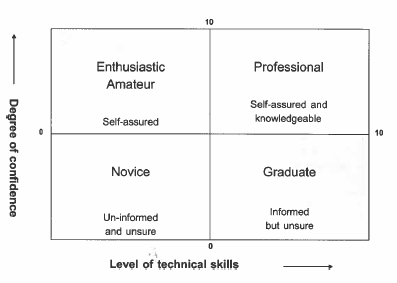 10
Enthusiastic
Amateur
Self-assured
Professional
Self-assured and
knowledgeable
Degree of confidence
0
10
Novice
Un-informed
and unsure
Graduate
Informed
but unsure
0
Level of technical skills